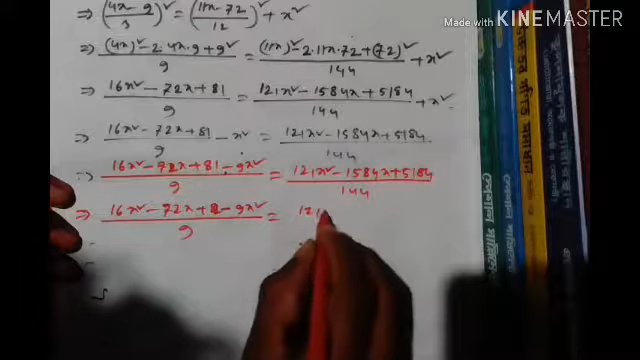 Made with KINEMASTER
⇒ (4x - 9 / 3)² = (11x - 72 / 12)² + x²
⇒ (4x)² - 2·4x·9 + 9² / 9 = (11x)² - 2·11x·72 + (72)² / 144 + x²
⇒ 16x² - 72x + 81 / 9 = 121x² - 1584x + 5184 / 144 + x²
⇒ 16x² - 72x + 81 / 9 - x² = 121x² - 1584x + 5184 / 144
⇒ 16x² - 72x + 81 - 9x² / 9 = 121x² - 1584x + 5184 / 144
⇒ 16x² - 72x + 8 - 9x² / 9 = 121